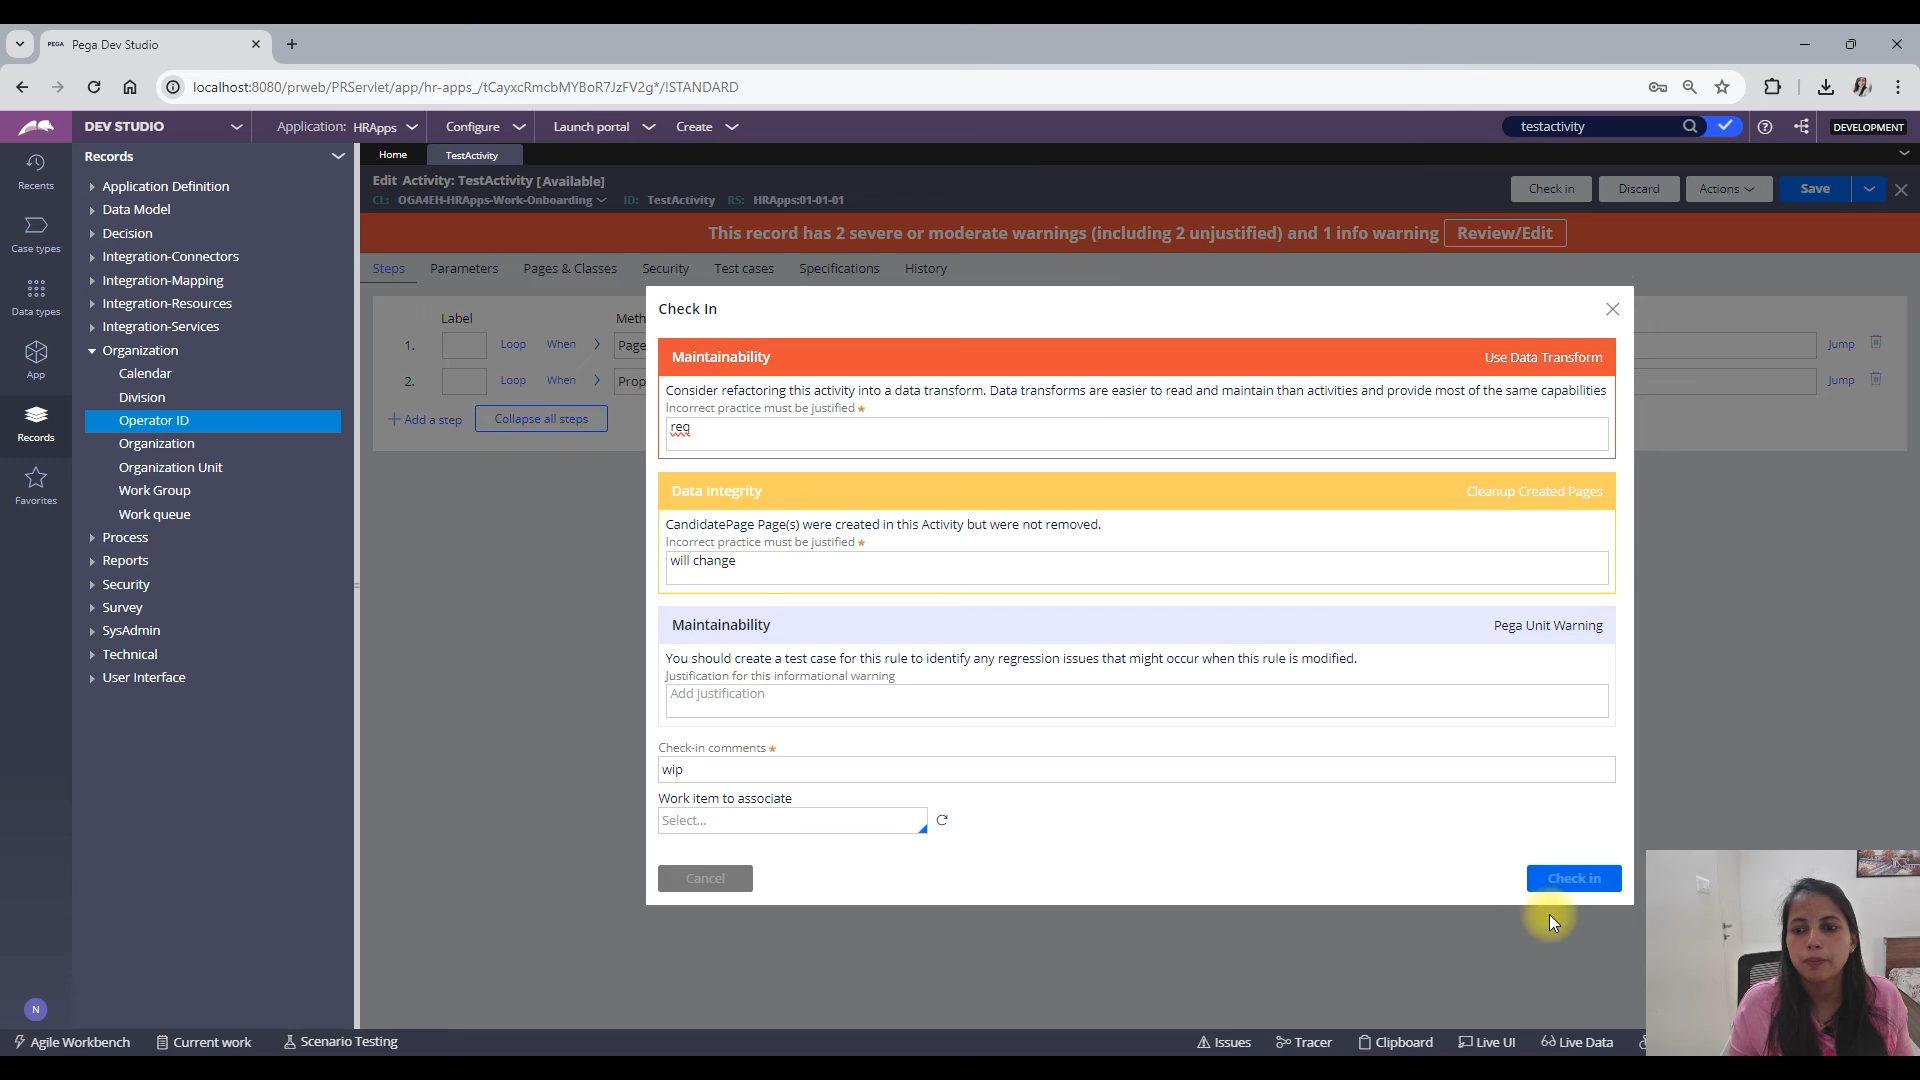 PEGA Pega Dev Studio
localhost:8080/prweb/PRServlet/app/hr-apps_/tCayxcRmcbMYBoR7JzFV2g*/!STANDARD
DEV STUDIO Application: HRApps Configure Launch portal Create testactivity DEVELOPMENT
Recents
Case types
Data types
App
Records
Favorites
N
Records
Application Definition
Data Model
Decision
Integration-Connectors
Integration-Mapping
Integration-Resources
Integration-Services
Organization
Calendar
Division
Operator ID
Organization
Organization Unit
Work Group
Work queue
Process
Reports
Security
Survey
SysAdmin
Technical
User Interface
Home TestActivity
Edit Activity: TestActivity [Available]
CL: OGA4EH-HRApps-Work-Onboarding ID: TestActivity RS: HRApps:01-01-01
Check in Discard Actions Save
This record has 2 severe or moderate warnings (including 2 unjustified) and 1 info warning Review/Edit
Steps Parameters Pages & Classes Security Test cases Specifications History
Label Meth
1. Loop When Page Jump
2. Loop When Prop Jump
+ Add a step Collapse all steps
Check In
Maintainability Use Data Transform
Consider refactoring this activity into a data transform. Data transforms are easier to read and maintain than activities and provide most of the same capabilities
Incorrect practice must be justified *
req
Data Integrity Cleanup Created Pages
CandidatePage Page(s) were created in this Activity but were not removed.
Incorrect practice must be justified *
will change
Maintainability Pega Unit Warning
You should create a test case for this rule to identify any regression issues that might occur when this rule is modified.
Justification for this informational warning
Add justification
Check-in comments *
wip
Work item to associate
Select...
Cancel Check in
Agile Workbench Current work Scenario Testing Issues Tracer Clipboard Live UI Live Data